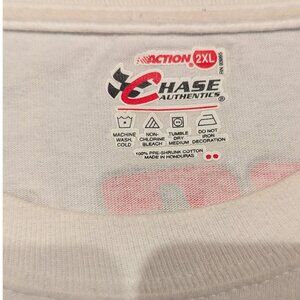 ACTION 2XL
CHASE
AUTHENTICS®
MACHINE WASH, COLD
NON-CHLORINE BLEACH
TUMBLE DRY MEDIUM
DO NOT IRON DECORATION
100% PRE-SHRUNK COTTON
MADE IN HONDURAS